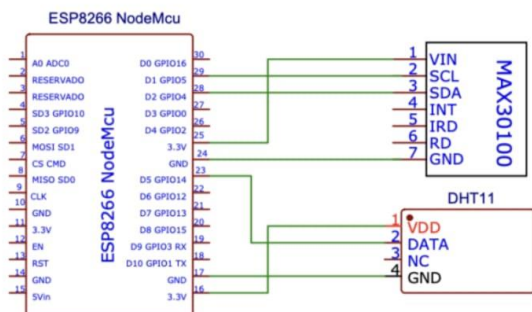 ESP8266 NodeMcu
1 A0 ADC0
2 RESERVADO
3 RESERVADO
4 SD3 GPIO10
5 SD2 GPIO9
6 MOSI SD1
7 CS CMD
8 MISO SD0
9 CLK
10 GND
11 3.3V
12 EN
13 RST
14 GND
15 5Vin
ESP8266 NodeMcu
D0 GPIO16 30
D1 GPIO5 29
D2 GPIO4 28
D3 GPIO0 27
D4 GPIO2 26
3.3V 25
GND 24
D5 GPIO14 23
D6 GPIO12 22
D7 GPIO13 21
D8 GPIO15 20
D9 GPIO3 RX 19
D10 GPIO1 TX 18
GND 17
3.3V 16
1 VIN
2 SCL
3 SDA
4 INT
5 IRD
6 RD
7 GND
MAX30100
DHT11
1 VDD
2 DATA
3 NC
4 GND